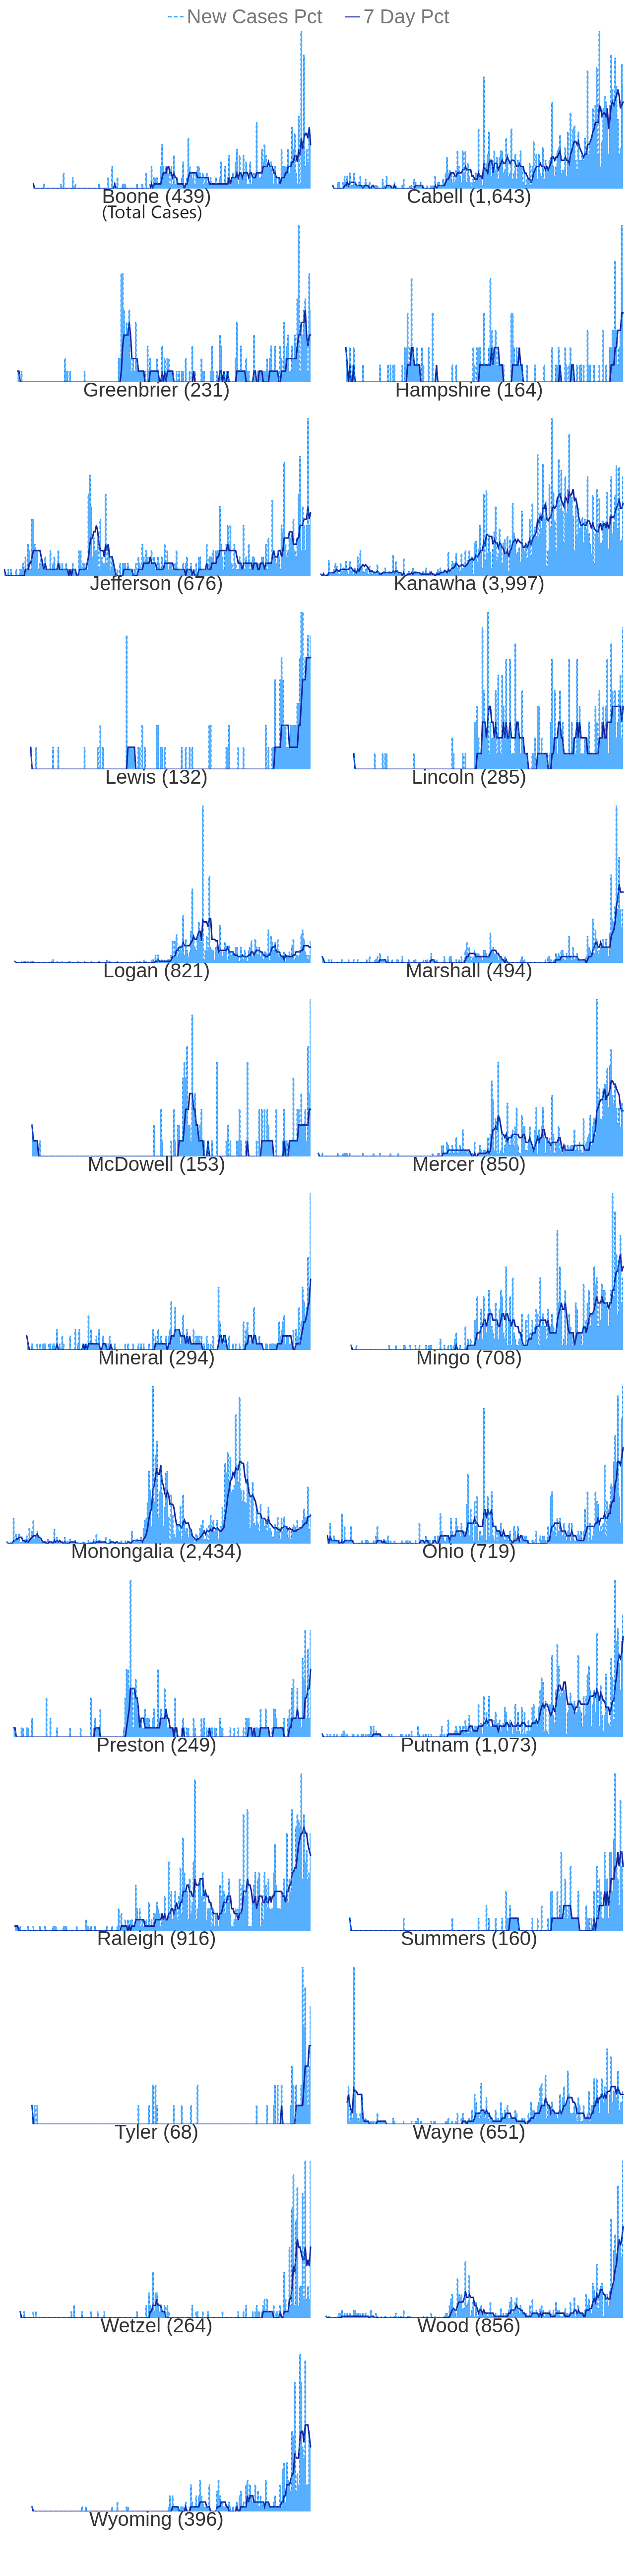 New Cases Pct 7 Day Pct
Boone (439) Cabell (1,643)
(Total Cases)
Greenbrier (231) Hampshire (164)
Jefferson (676) Kanawha (3,997)
Lewis (132) Lincoln (285)
Logan (821) Marshall (494)
McDowell (153) Mercer (850)
Mineral (294) Mingo (708)
Monongalia (2,434) Ohio (719)
Preston (249) Putnam (1,073)
Raleigh (916) Summers (160)
Tyler (68) Wayne (651)
Wetzel (264) Wood (856)
Wyoming (396)